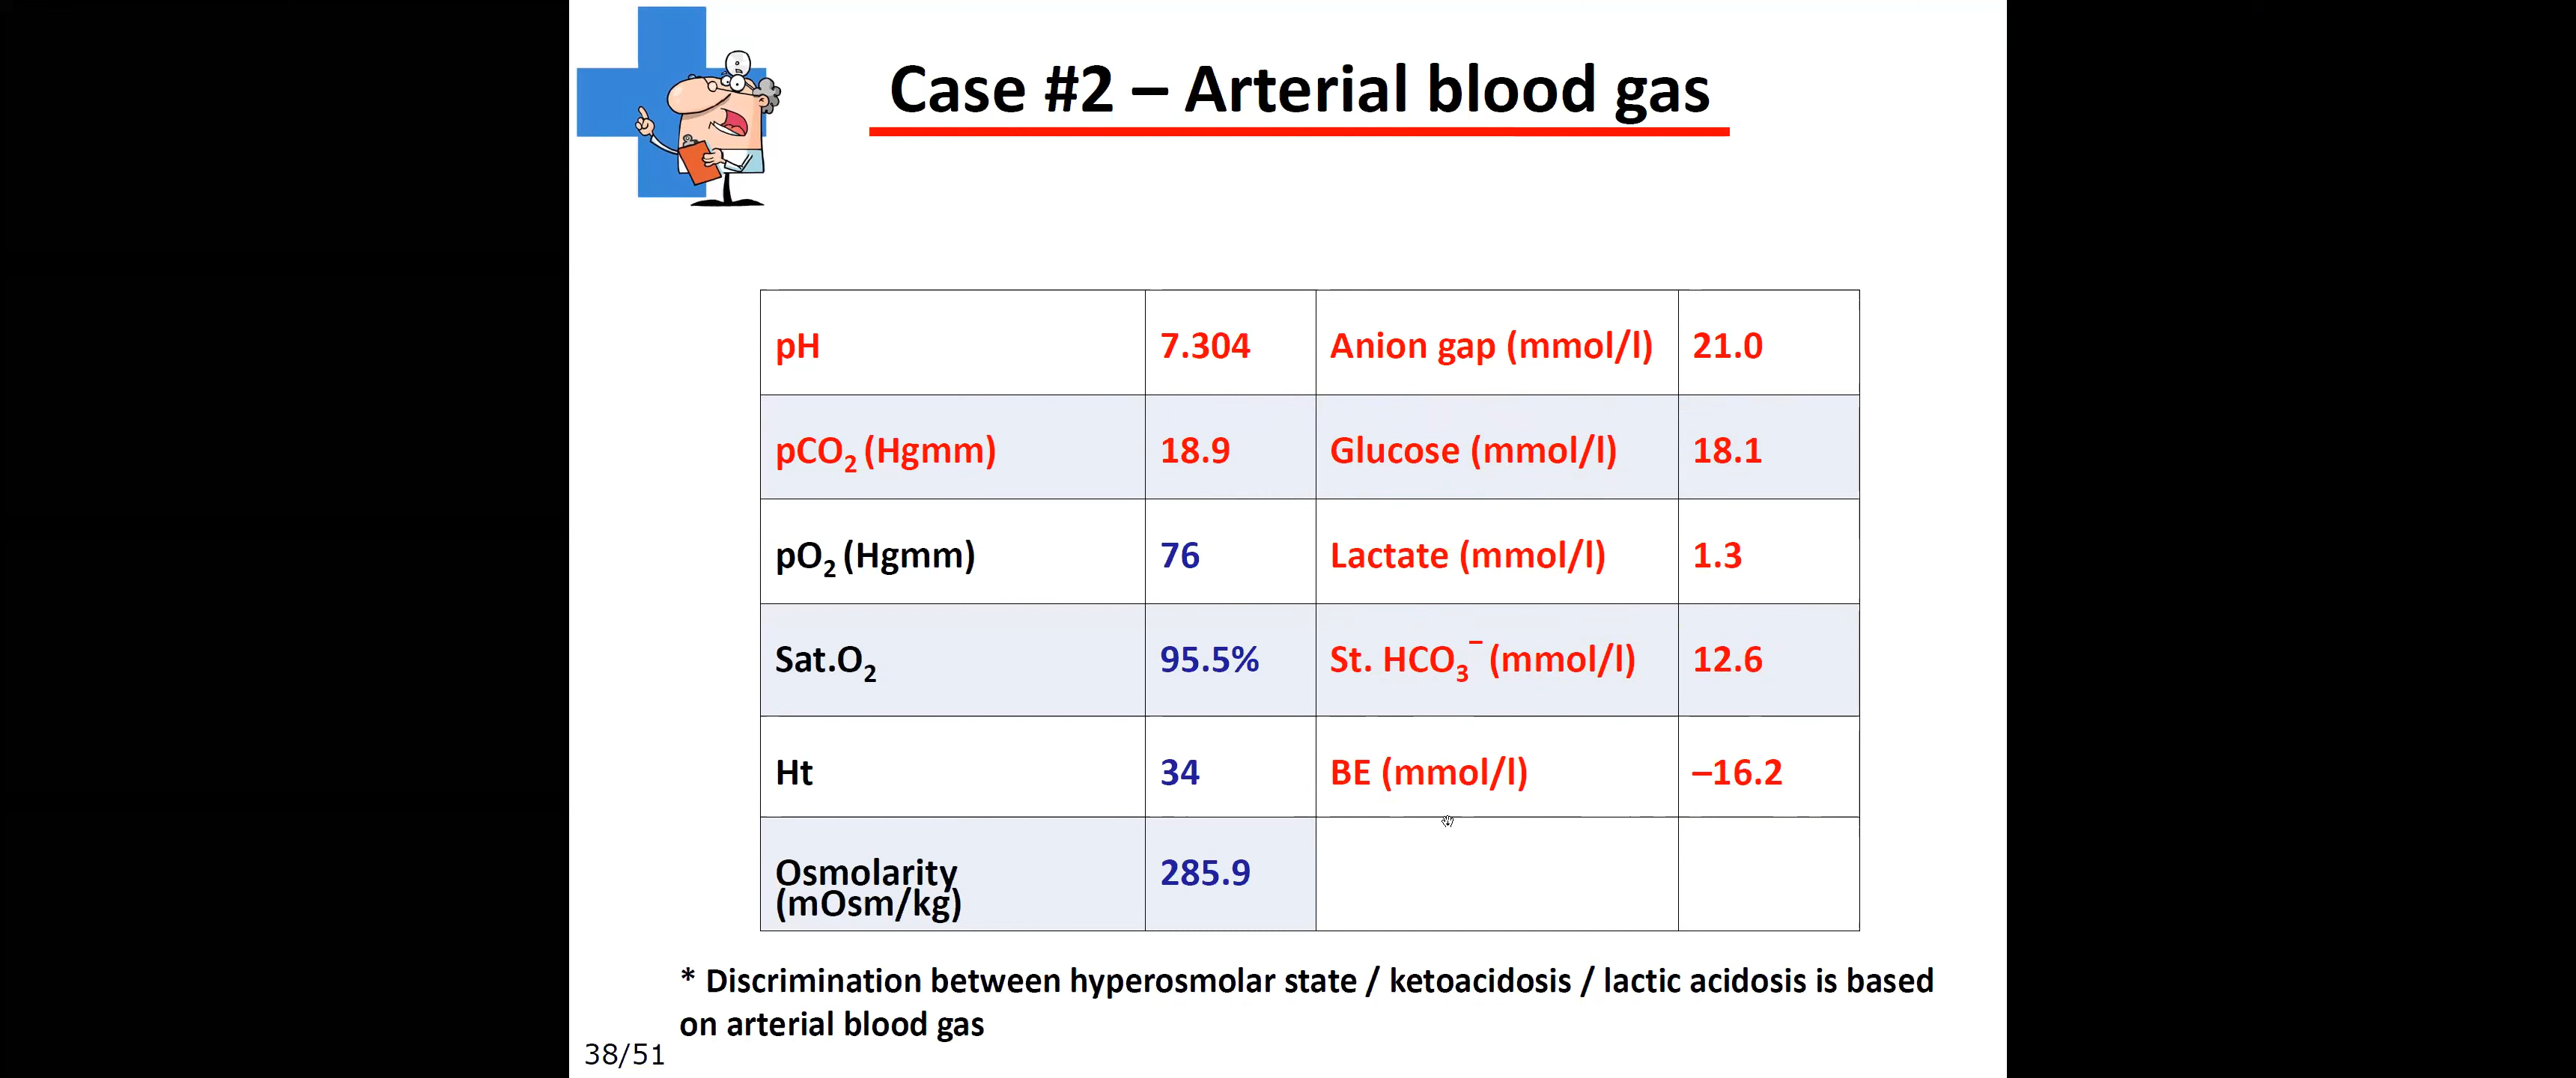 Case #2 – Arterial blood gas
pH 7.304 Anion gap (mmol/l) 21.0
pCO₂ (Hgmm) 18.9 Glucose (mmol/l) 18.1
pO₂ (Hgmm) 76 Lactate (mmol/l) 1.3
Sat.O₂ 95.5% St. HCO₃⁻ (mmol/l) 12.6
Ht 34 BE (mmol/l) –16.2
Osmolarity 285.9
(mOsm/kg)
* Discrimination between hyperosmolar state / ketoacidosis / lactic acidosis is based
on arterial blood gas
38/51